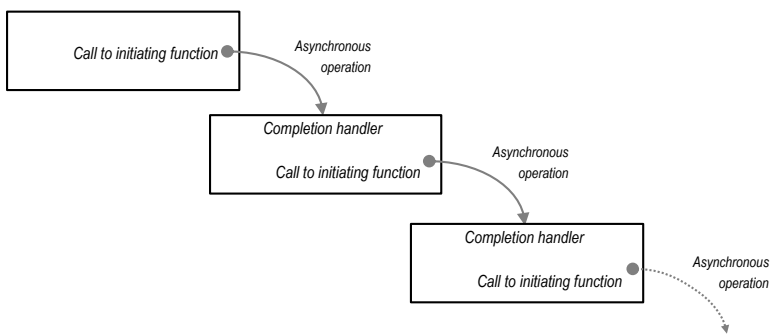 Call to initiating function
Asynchronous
operation
Completion handler
Call to initiating function
Asynchronous
operation
Completion handler
Call to initiating function
Asynchronous
operation